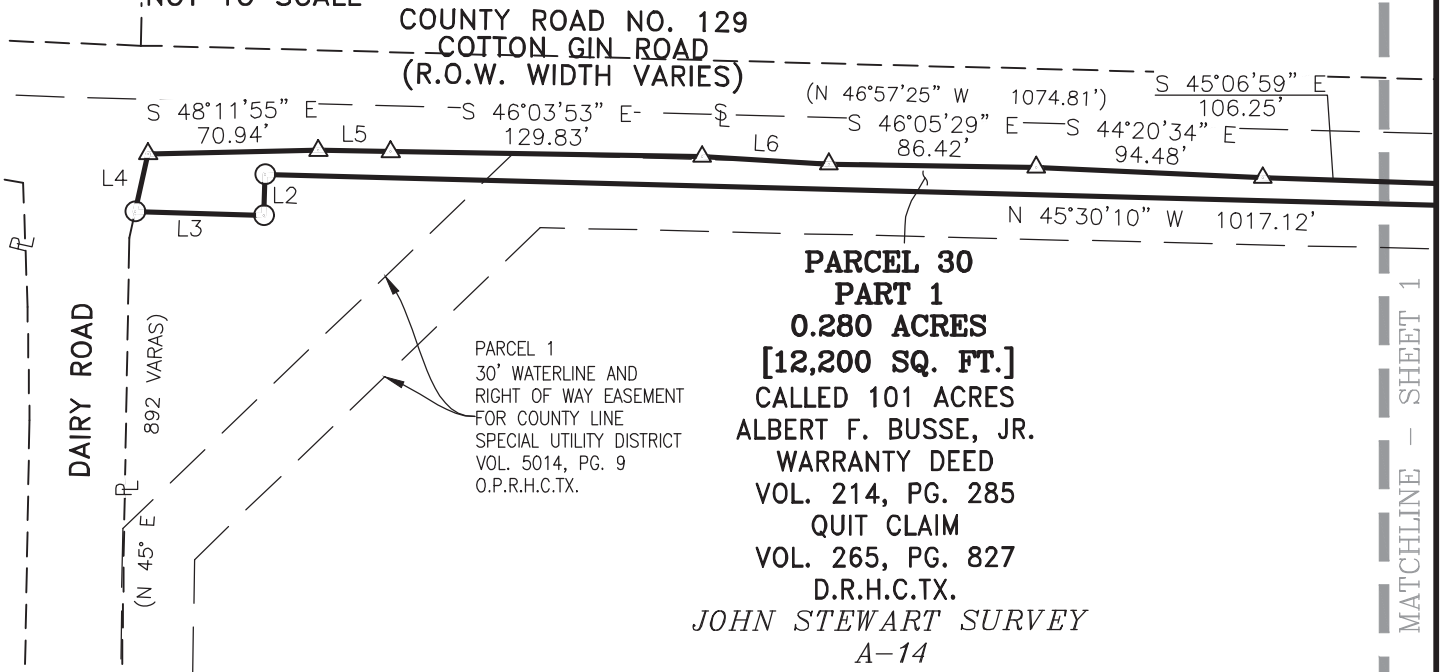 NOT TO SCALE
COUNTY ROAD NO. 129
COTTON GIN ROAD
(R.O.W. WIDTH VARIES)
S 48°11'55" E
70.94'
L5
S 46°03'53" E
129.83'
(N 46°57'25" W 1074.81')
L6
S 46°05'29" E
86.42'
S 44°20'34" E
94.48'
S 45°06'59" E
106.25'
L4
L2
L3
N 45°30'10" W 1017.12'
PL
DAIRY ROAD
892 VARAS)
PL
(N 45° E
PARCEL 1
30' WATERLINE AND
RIGHT OF WAY EASEMENT
FOR COUNTY LINE
SPECIAL UTILITY DISTRICT
VOL. 5014, PG. 9
O.P.R.H.C.TX.
PARCEL 30
PART 1
0.280 ACRES
[12,200 SQ. FT.]
CALLED 101 ACRES
ALBERT F. BUSSE, JR.
WARRANTY DEED
VOL. 214, PG. 285
QUIT CLAIM
VOL. 265, PG. 827
D.R.H.C.TX.
JOHN STEWART SURVEY
A-14
MATCHLINE - SHEET 1